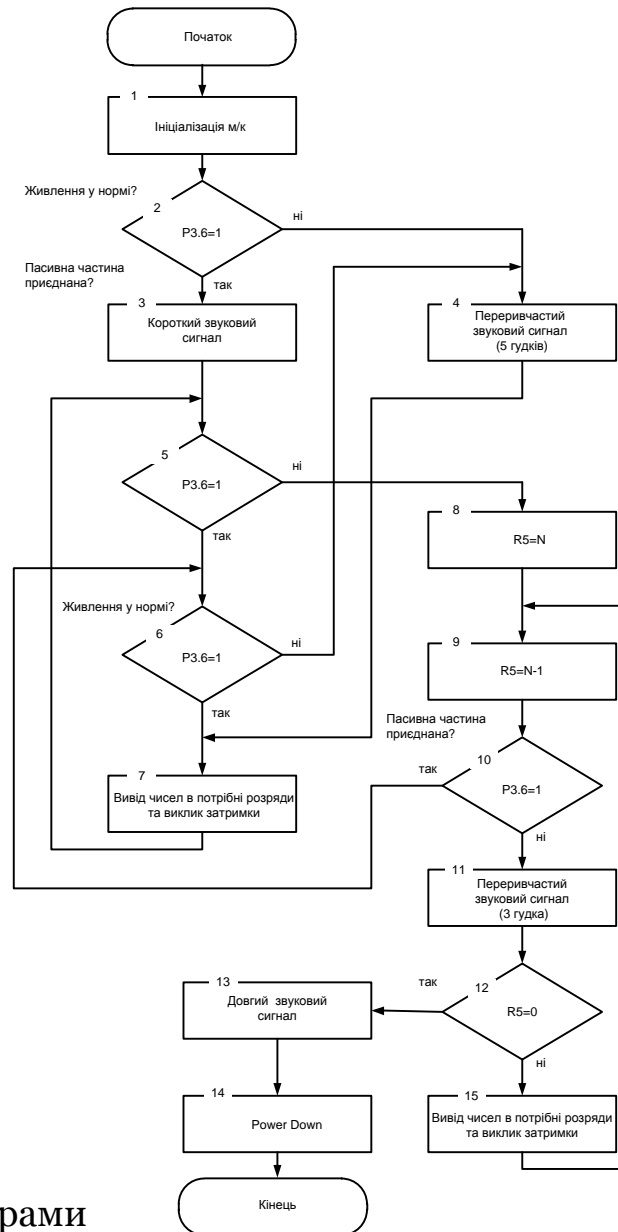 Початок
1
Ініціалізація м/к
Живлення у нормі?
2
P3.6=1
ні
так
Пасивна частина
приєднана?
3
Короткий звуковий
сигнал
4
Переривчастий
звуковий сигнал
(5 гудків)
5
P3.6=1
ні
так
8
R5=N
Живлення у нормі?
6
P3.6=1
ні
так
9
R5=N-1
Пасивна частина
приєднана?
10
так
P3.6=1
ні
7
Вивід чисел в потрібні розряди
та виклик затримки
11
Переривчастий
звуковий сигнал
(3 гудка)
12
так
R5=0
ні
13
Довгий звуковий
сигнал
14
Power Down
15
Вивід чисел в потрібні розряди
та виклик затримки
Кінець
рами